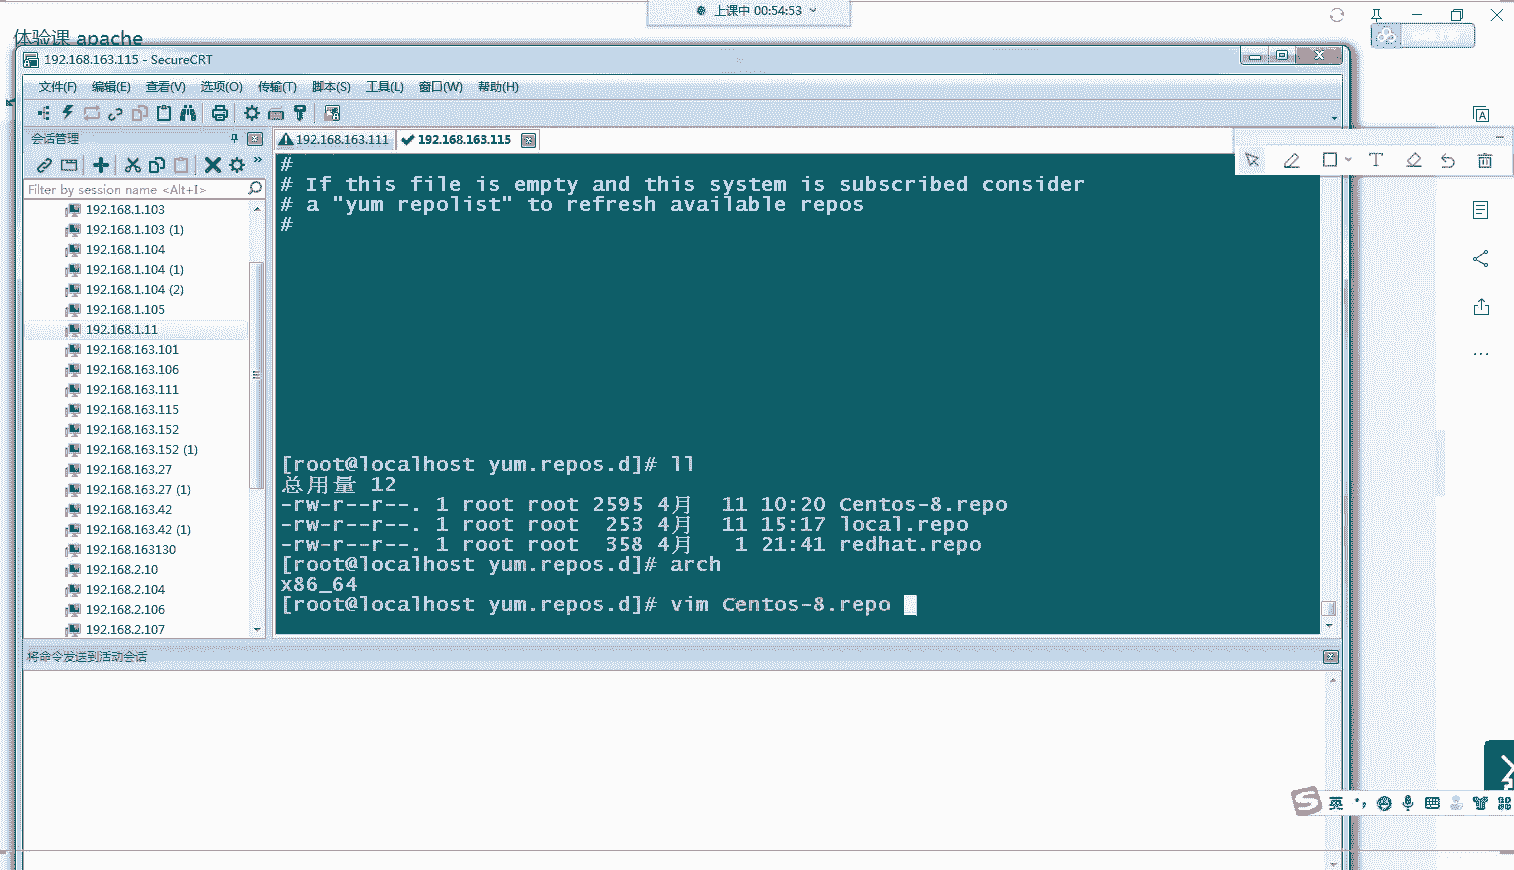 上课中 00:54:53
体验课 apache
192.168.163.115 - SecureCRT
文件(F) 编辑(E) 查看(V) 选项(O) 传输(T) 脚本(S) 工具(L) 窗口(W) 帮助(H)
会话管理
192.168.163.111 192.168.163.115
Filter by session name <Alt+I>
192.168.1.103
192.168.1.103 (1)
192.168.1.104
192.168.1.104 (1)
192.168.1.104 (2)
192.168.1.105
192.168.1.11
192.168.163.101
192.168.163.106
192.168.163.111
192.168.163.115
192.168.163.152
192.168.163.152 (1)
192.168.163.27
192.168.163.27 (1)
192.168.163.42
192.168.163.42 (1)
192.168.163130
192.168.2.10
192.168.2.104
192.168.2.106
192.168.2.107
#
# If this file is empty and this system is subscribed consider
# a "yum repolist" to refresh available repos
#
[root@localhost yum.repos.d]# ll
总用量 12
-rw-r--r--. 1 root root 2595 4月  11 10:20 Centos-8.repo
-rw-r--r--. 1 root root  253 4月  11 15:17 local.repo
-rw-r--r--. 1 root root  358 4月   1 21:41 redhat.repo
[root@localhost yum.repos.d]# arch
x86_64
[root@localhost yum.repos.d]# vim Centos-8.repo
将命令发送到活动会话
英